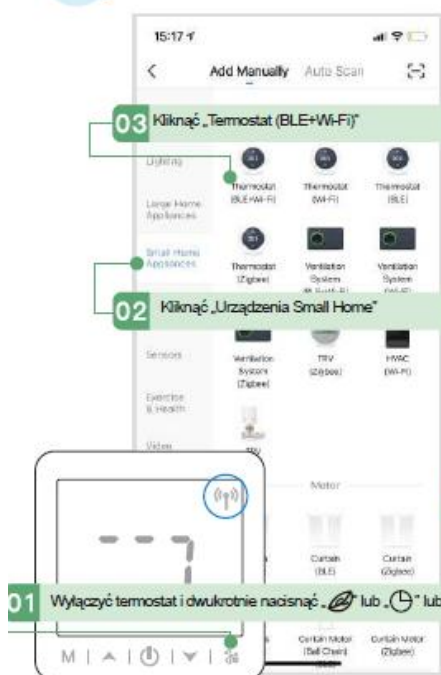 15:17
Add Manually Auto Scan
03 Kliknąć „Termostat (BLE+Wi-Fi)”
Lighting
Thermostat (BLE+Wi-Fi)
Thermostat (Wi-Fi)
Thermostat (BLE)
Large Home Appliances
Small Home Appliances
Thermostat (Zigbee)
Ventilation System
Ventilation System
02 Kliknąć „Urządzenia Small Home”
Sensors
Ventilation System (Zigbee)
TRV (Zigbee)
HVAC (Wi-Fi)
Exercise & Health
Video
TRV
Motor
Curtain (BLE)
Curtain (Zigbee)
01 Wyłączyć termostat i dwukrotnie nacisnąć „ ” lub „ ” lub
M
Curtain Motor (Ball Chain)
Curtain Motor (Zigbee)